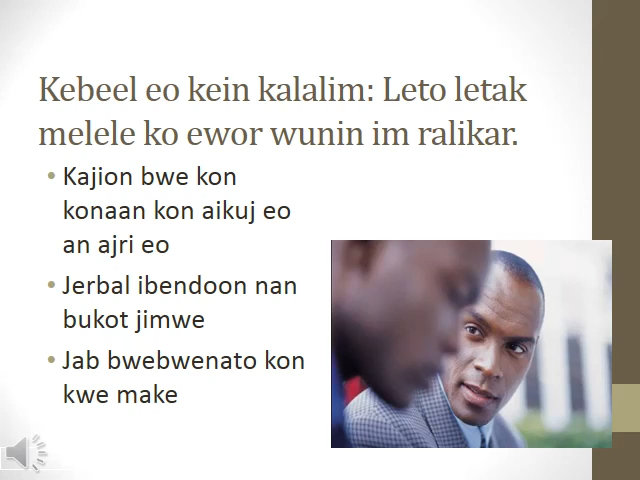 Kebeel eo kein kalalim: Leto letak
melele ko ewor wunin im ralikar.
• Kajion bwe kon
konaan kon aikuj eo
an ajri eo
• Jerbal ibendoon nan
bukot jimwe
• Jab bwebwenato kon
kwe make